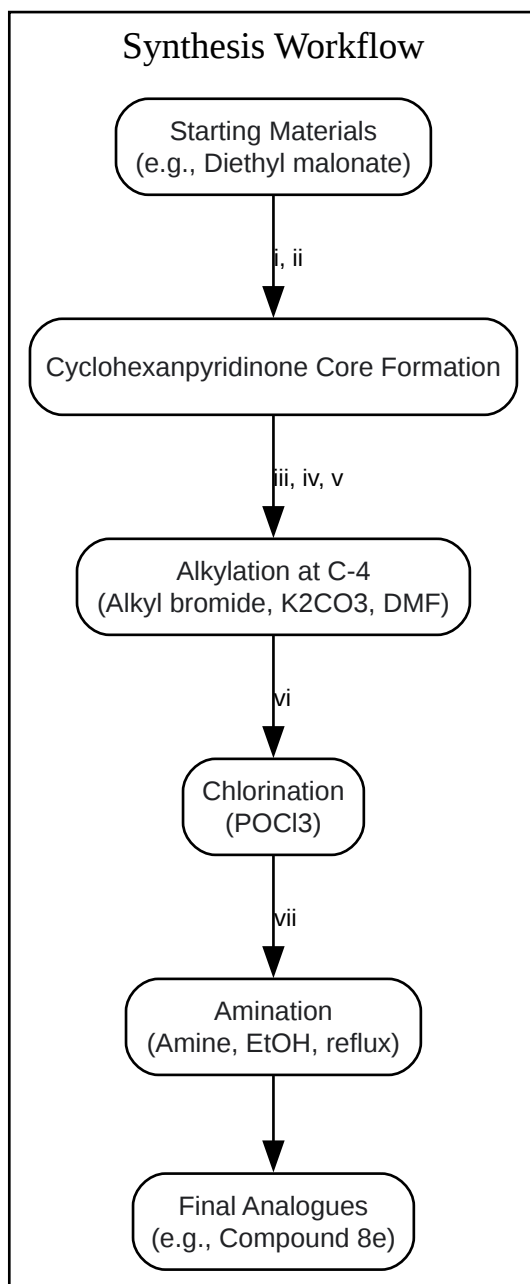 Synthesis Workflow
Starting Materials
(e.g., Diethyl malonate)
i, ii
Cyclohexanpyridinone Core Formation
iii, iv, v
Alkylation at C-4
(Alkyl bromide, K2CO3, DMF)
vi
Chlorination
(POCl3)
vii
Amination
(Amine, EtOH, reflux)
Final Analogues
(e.g., Compound 8e)